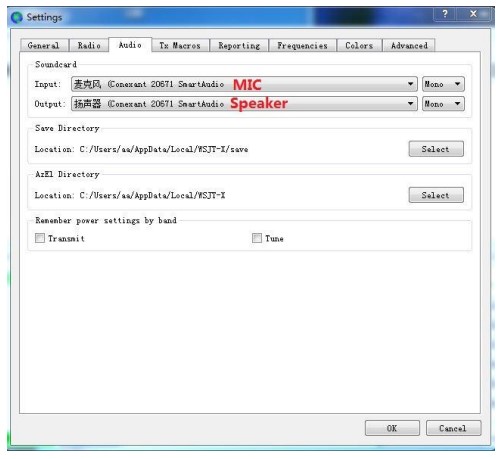 Settings
General Radio Audio Tx Macros Reporting Frequencies Colors Advanced
Soundcard
Input: 麦克风 (Conexant 20671 SmartAudio MIC Mono
Output: 扬声器 (Conexant 20671 SmartAudio Speaker Mono
Save Directory
Location: C:/Users/aa/AppData/Local/WSJT-X/save Select
AzEl Directory
Location: C:/Users/aa/AppData/Local/WSJT-X Select
Remember power settings by band
Transmit Tune
OK Cancel